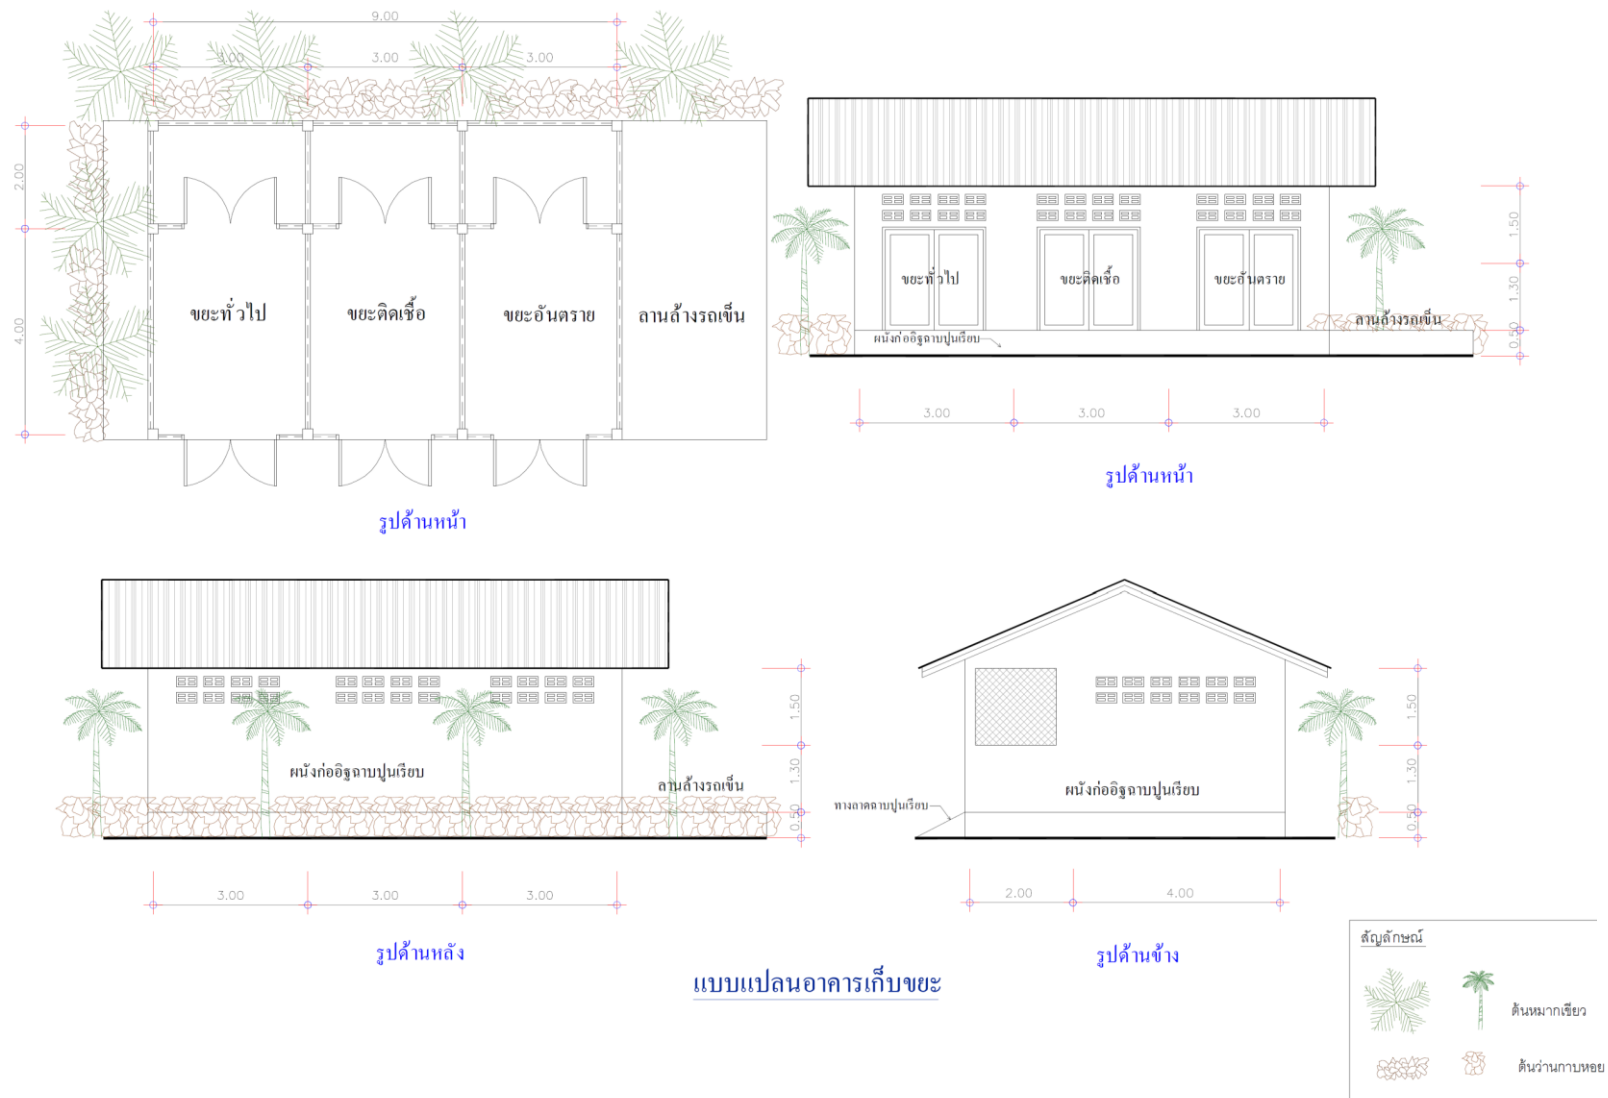 9.00
3.00
3.00
3.00
2.00
4.00
ขยะทั่วไป
ขยะติดเชื้อ
ขยะอันตราย
ลานล้างรถเข็น
รูปด้านหน้า
ขยะทั่วไป
ขยะติดเชื้อ
ขยะอันตราย
ลานล้างรถเข็น
ผนังก่ออิฐฉาบปูนเรียบ
1.50
1.30
0.50
3.00
3.00
3.00
รูปด้านหน้า
ผนังก่ออิฐฉาบปูนเรียบ
ลานล้างรถเข็น
1.50
1.30
0.50
3.00
3.00
3.00
รูปด้านหลัง
ผนังก่ออิฐฉาบปูนเรียบ
ทางลาดฉาบปูนเรียบ
1.50
1.30
0.50
2.00
4.00
รูปด้านข้าง
แบบแปลนอาคารเก็บขยะ
สัญลักษณ์
ต้นหมากเขียว
ต้นว่านกาบหอย